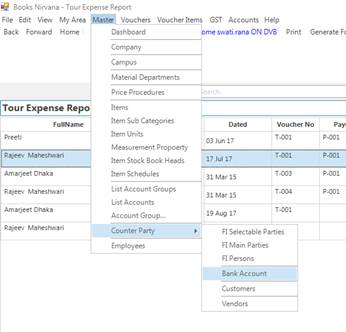 Books Nirvana - Tour Expense Report
File Edit View My Area Master Vouchers Voucher Items GST Accounts Help
Back Forward Home ome swati.rana ON DVB Print Generate Fo
Search...
Tour Expense Repor
FullName Dated Voucher No Paym
Preeti 03 Jun 17 T-001 P-001
Rajeev Maheshwari 17 Jul 17 T-001 P-001
Amarjeet Dhaka 31 Mar 15 T-003 P-001
Rajeev Maheshwari 31 Mar 15 T-004 P-001
Amarjeet Dhaka 19 Aug 17 T-001
Rajeev Maheshwari
Dashboard
Company
Campus
Material Departments
Price Procedures
Items
Item Sub Categories
Item Units
Measurement Propoerty
Item Stock Book Heads
Item Schedules
List Account Groups
List Accounts
Account Group...
Counter Party
Employees
FI Selectable Parties
FI Main Parties
FI Persons
Bank Account
Customers
Vendors